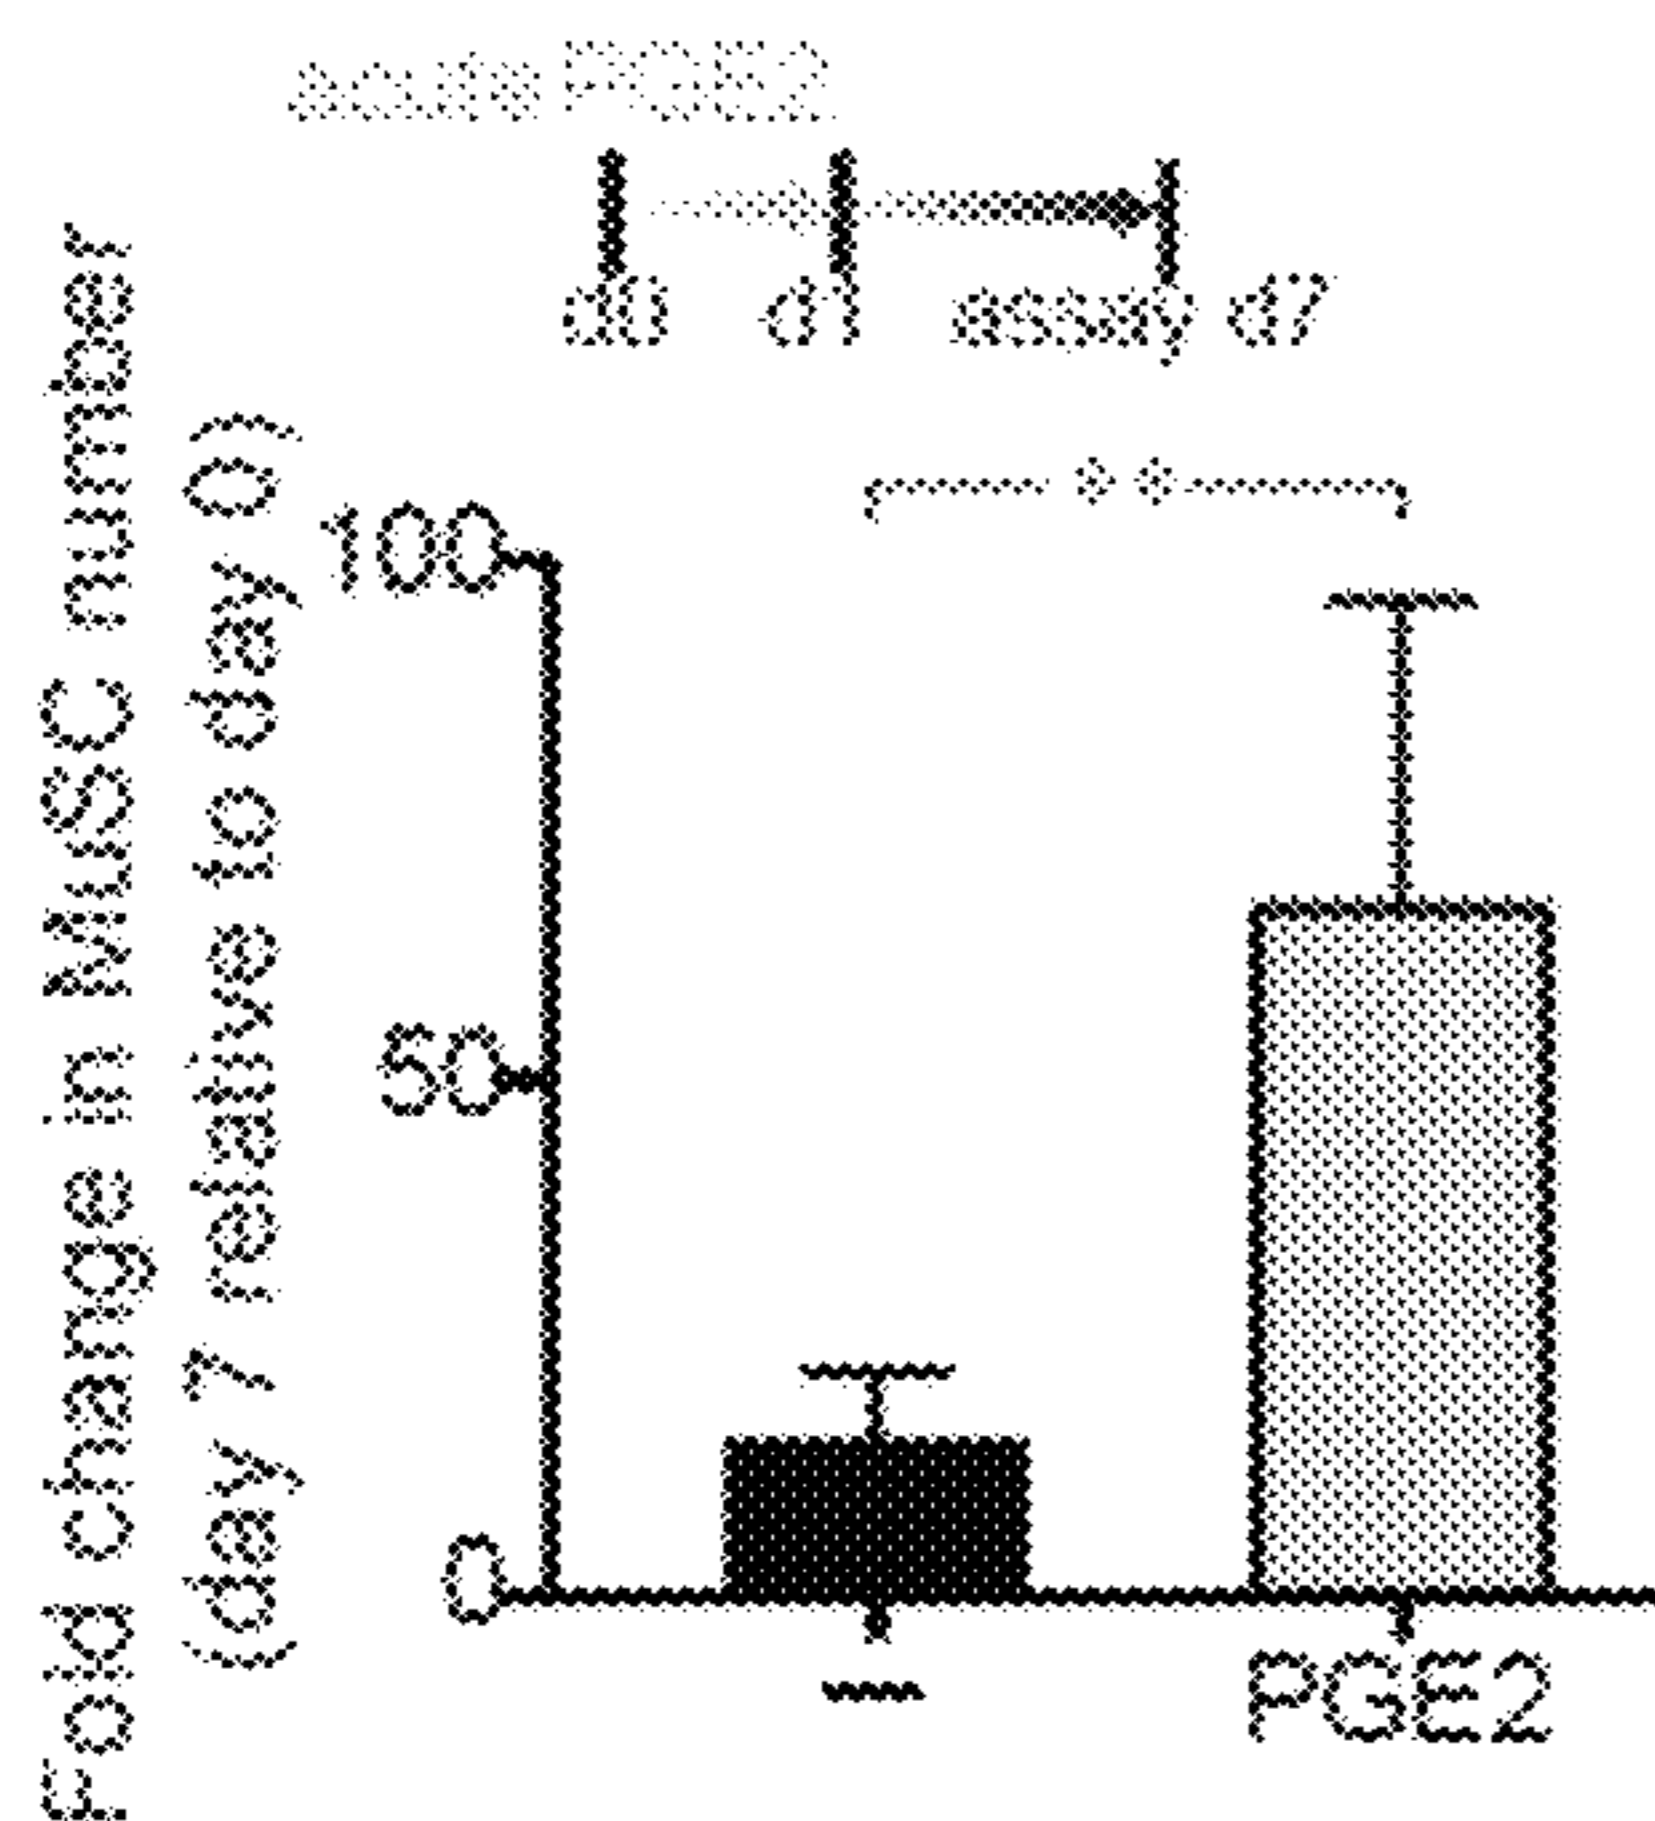 acute PGE2
d0 d1 assay d7
Fold change in MuSC number
(day 7 relative to day 0)
**
100
50
0
– PGE2